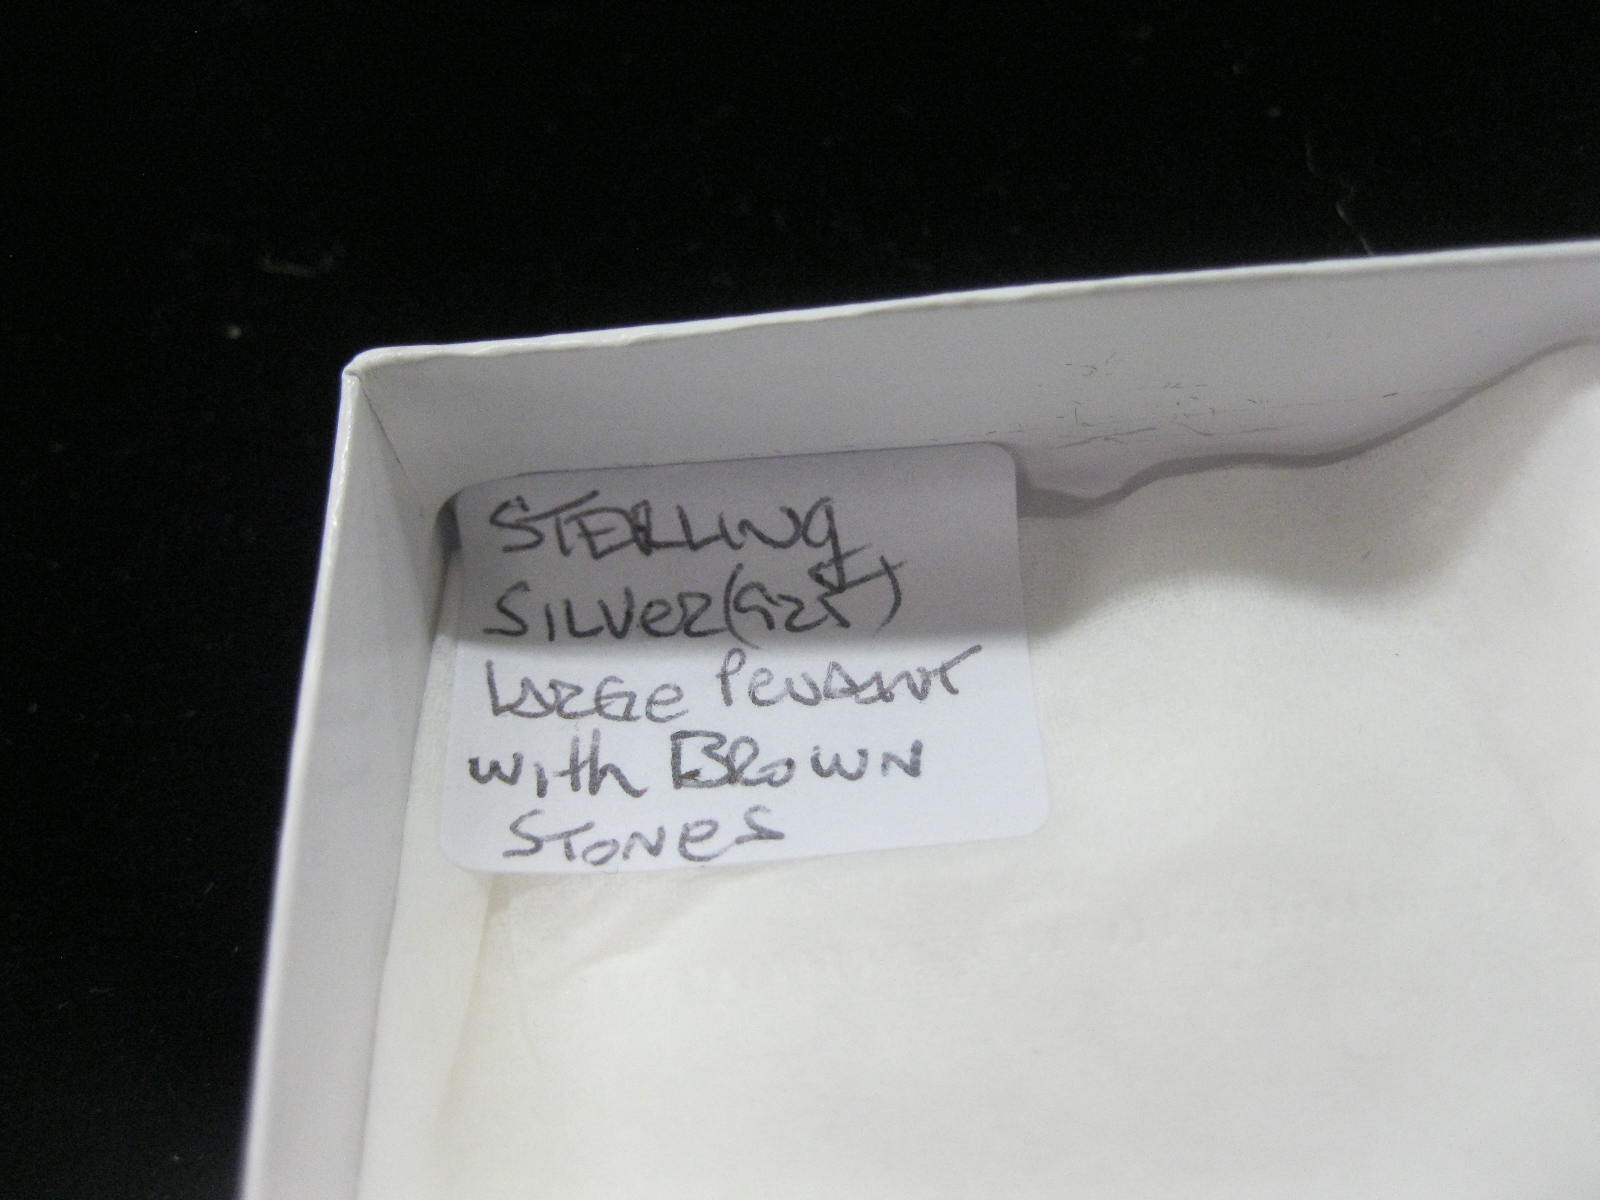 STERLING
SILVeR (925)
LARGe PeNDANT
with BROWN
STONeS